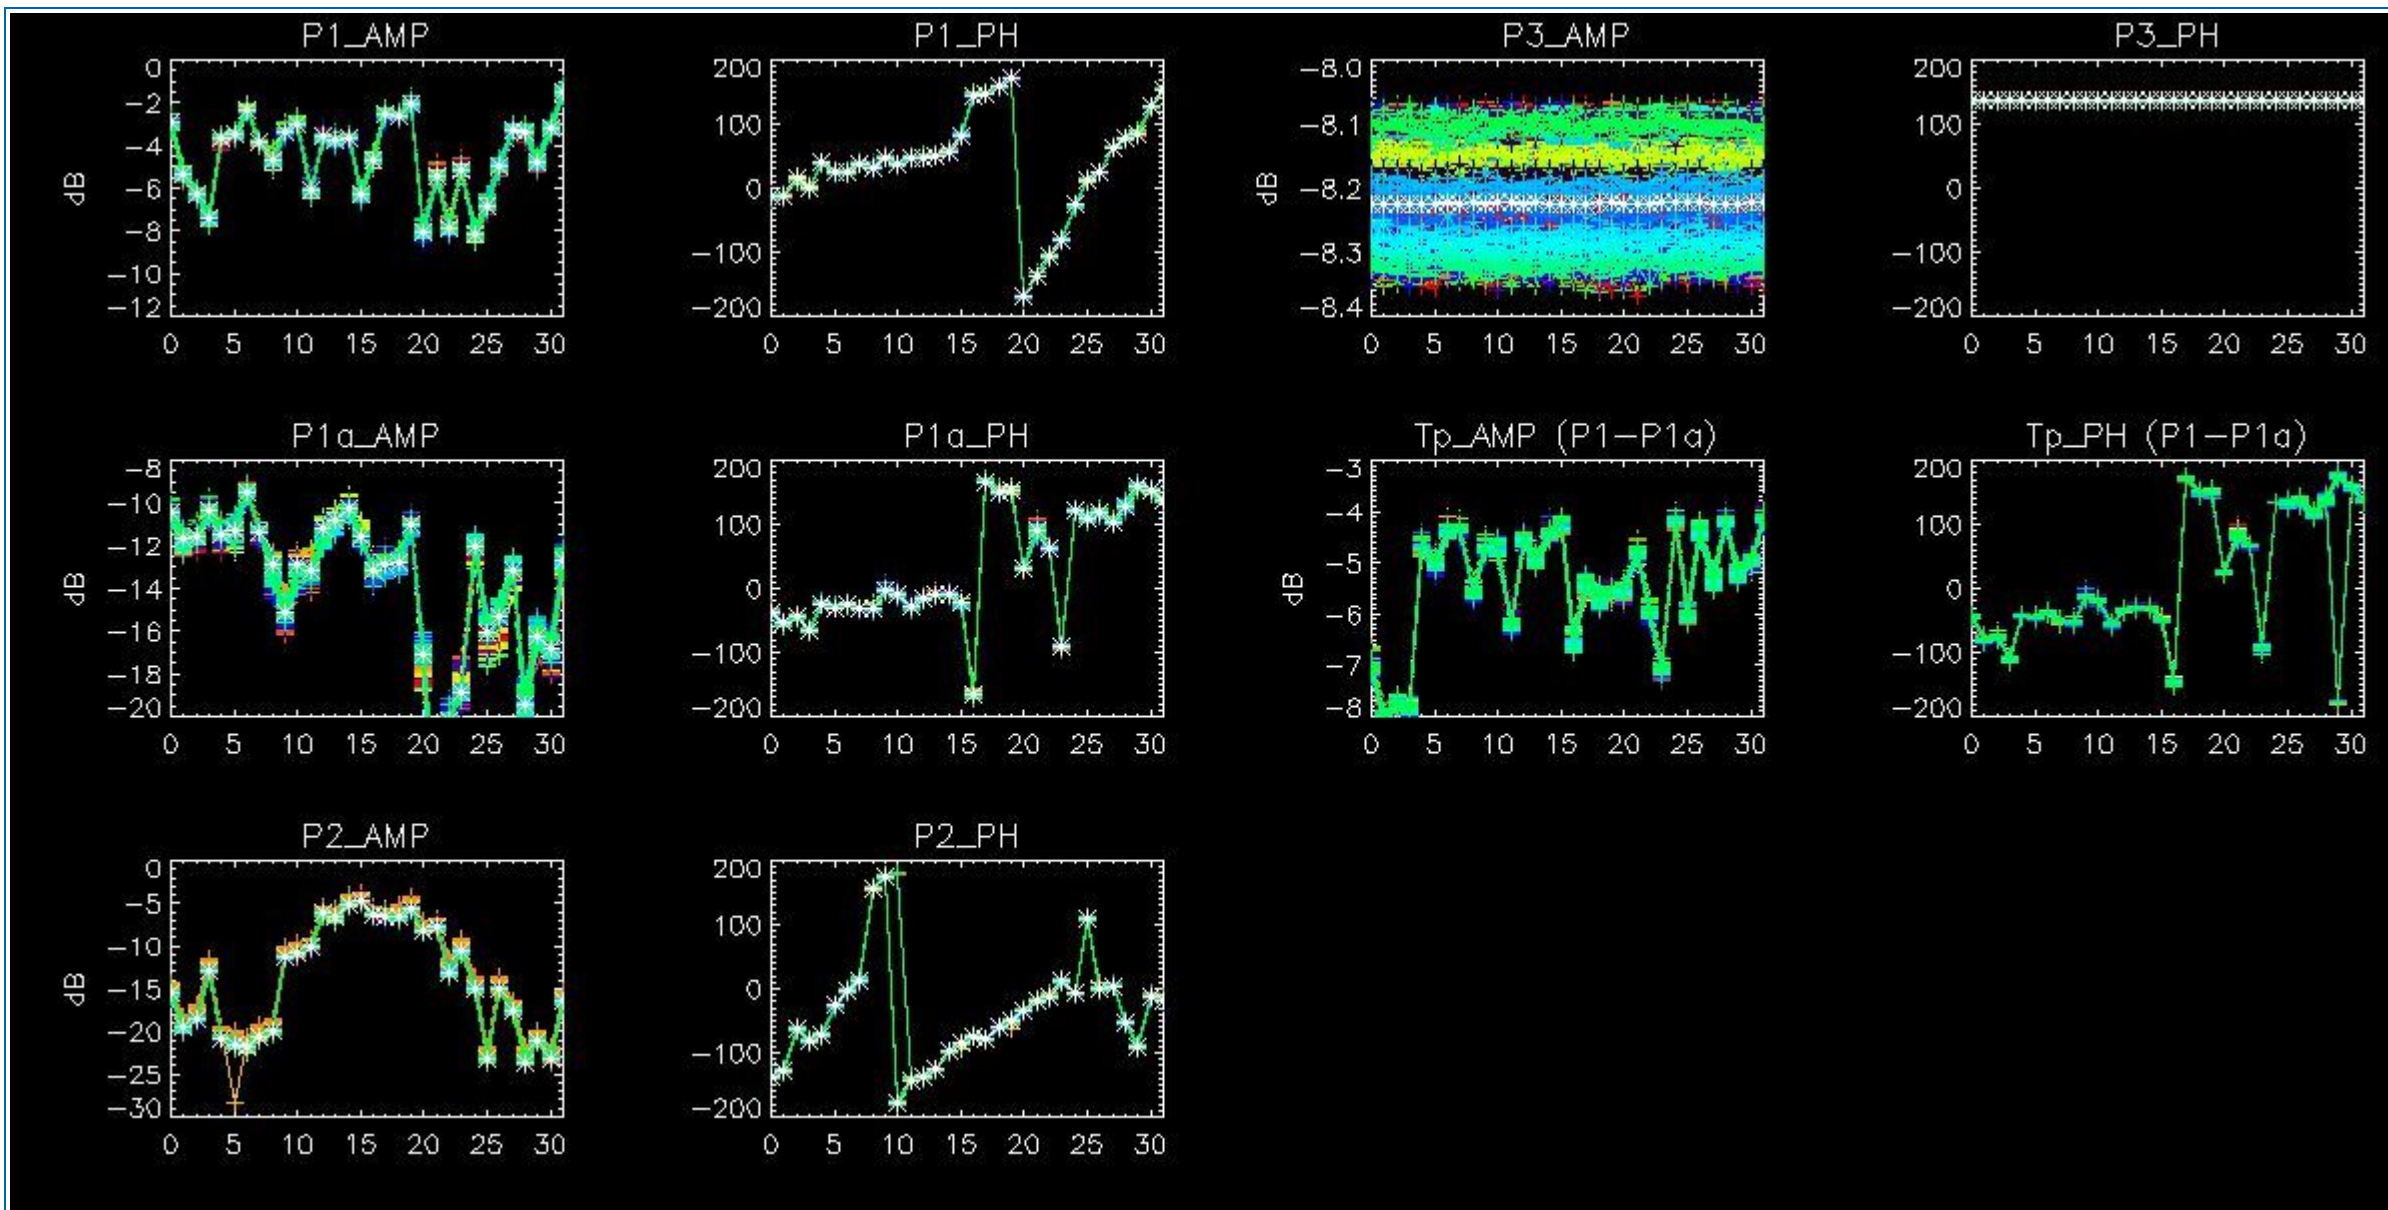 P1_AMP
0
−2
−4
−6
−8
−10
−12
dB
0 5 10 15 20 25 30
P1_PH
200
100
0
−100
−200
0 5 10 15 20 25 30
P3_AMP
−8.0
−8.1
−8.2
−8.3
−8.4
dB
0 5 10 15 20 25 30
P3_PH
200
100
0
−100
−200
0 5 10 15 20 25 30
P1a_AMP
−8
−10
−12
−14
−16
−18
−20
dB
0 5 10 15 20 25 30
P1a_PH
200
100
0
−100
−200
0 5 10 15 20 25 30
Tp_AMP (P1−P1a)
−3
−4
−5
−6
−7
−8
dB
0 5 10 15 20 25 30
Tp_PH (P1−P1a)
200
100
0
−100
−200
0 5 10 15 20 25 30
P2_AMP
0
−5
−10
−15
−20
−25
−30
dB
0 5 10 15 20 25 30
P2_PH
200
100
0
−100
−200
0 5 10 15 20 25 30